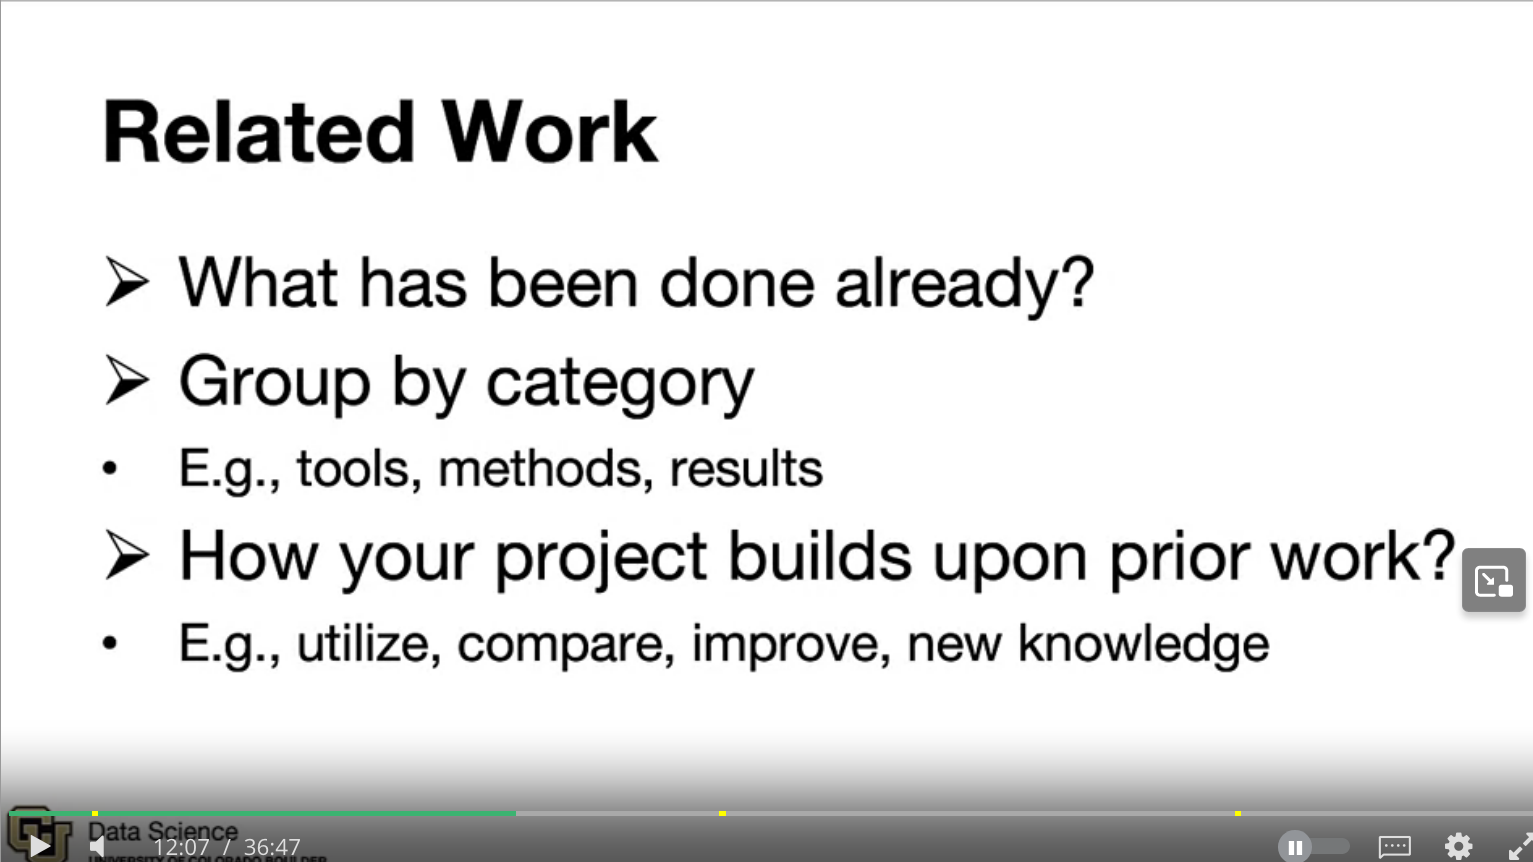 Related Work
➢ What has been done already?
➢ Group by category
• E.g., tools, methods, results
➢ How your project builds upon prior work?
• E.g., utilize, compare, improve, new knowledge
Data Science
UNIVERSITY OF COLORADO BOULDER
12:07 / 36:47